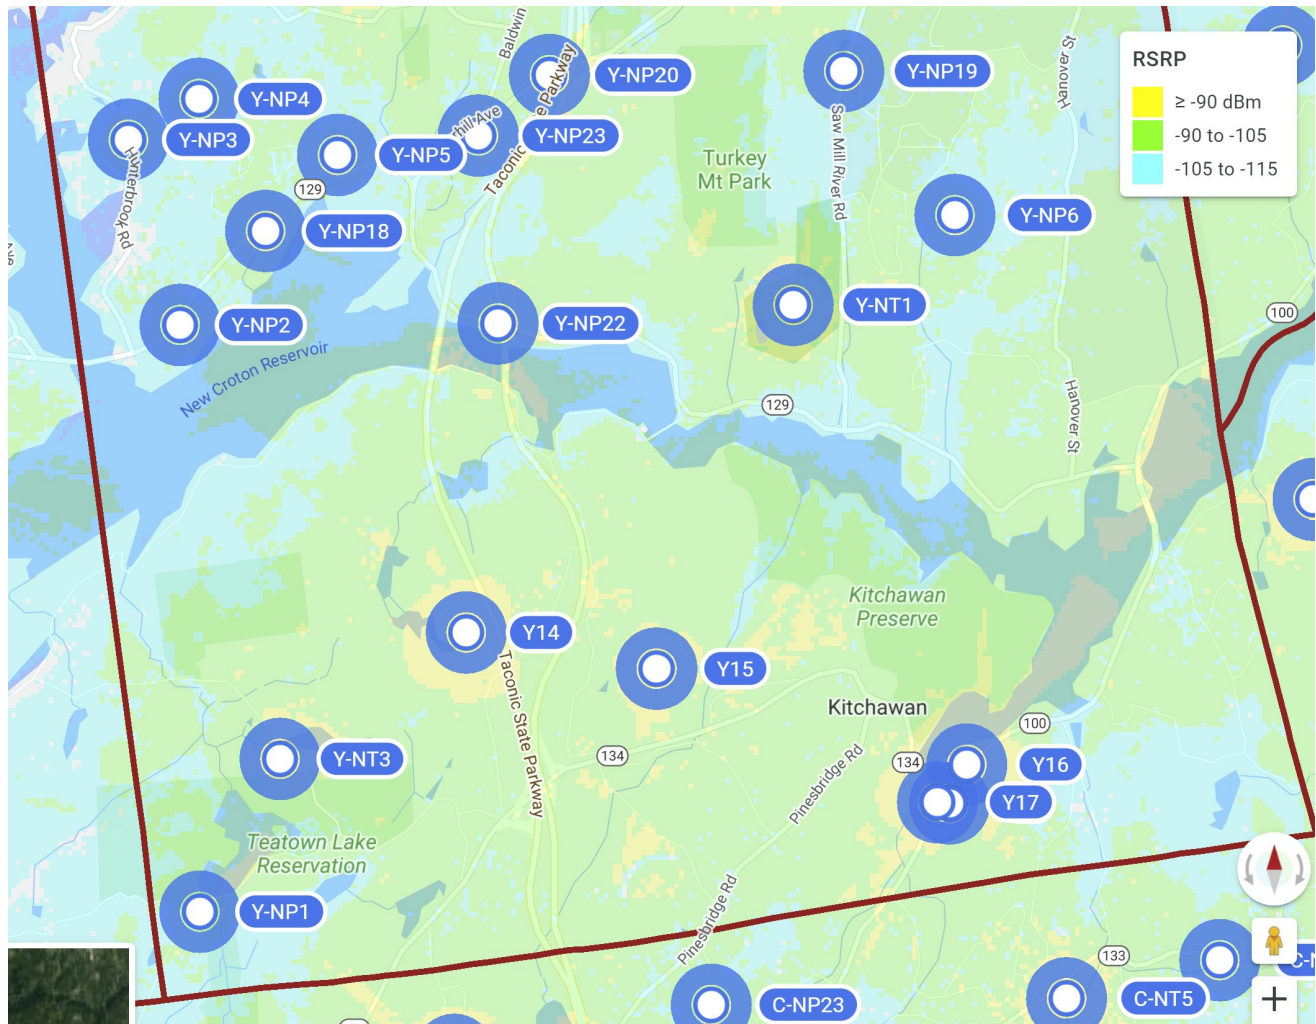 Baldwin
Hanover St
RSRP
≥ -90 dBm
-90 to -105
-105 to -115
Y-NP4
Y-NP20
Y-NP19
Y-NP3
Y-NP5
Y-NP23
hill Ave
Taconic
e Parkway
Saw Mill River Rd
Turkey
Mt Park
Hunterbrook Rd
129
Y-NP18
Y-NP6
Y-NP2
Y-NP22
Y-NT1
100
New Croton Reservoir
129
Hanover St
Kitchawan
Preserve
Y14
Y15
Taconic State Parkway
Kitchawan
100
134
134
Y-NT3
Y16
Pinesbridge Rd
Y17
Teatown Lake
Reservation
Y-NP1
Pinesbridge Rd
133
C-N
C-NP23
C-NT5
+